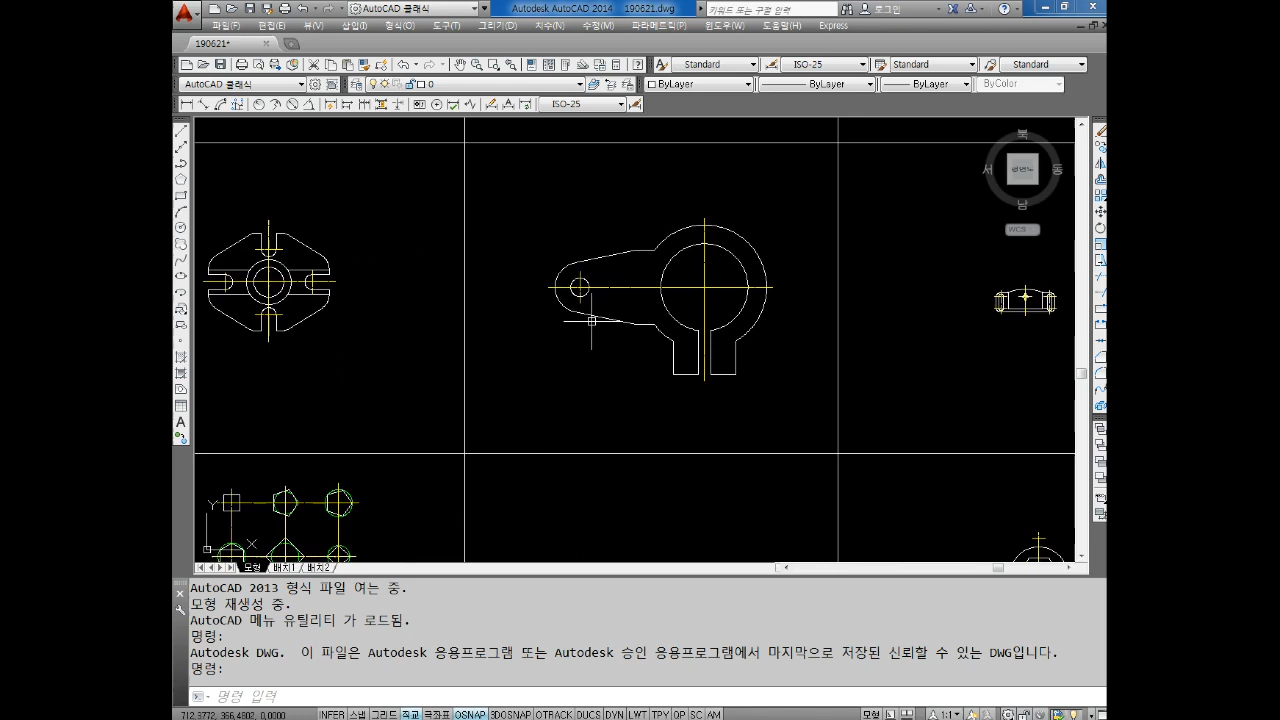 AutoCAD 클래식
Autodesk AutoCAD 2014 190621.dwg
키워드 또는 구절 입력
로그인
파일(F) 편집(E) 뷰(V) 삽입(I) 형식(O) 도구(T) 그리기(D) 치수(N) 수정(M) 파라메트릭(P) 윈도우(W) 도움말(H) Express
190621*
Standard ISO-25 Standard Standard
AutoCAD 클래식 0 ByLayer ByLayer ByLayer ByColor
ISO-25
북
서 동
남
WCS
A
Y
X
모형 배치1 배치2
AutoCAD 2013 형식 파일 여는 중.
모형 재생성 중.
AutoCAD 메뉴 유틸리티 가 로드됨.
명령:
Autodesk DWG. 이 파일은 Autodesk 응용프로그램 또는 Autodesk 승인 응용프로그램에서 마지막으로 저장된 신뢰할 수 있는 DWG입니다.
명령:
명령 입력
712.3772, 366.4802, 0.0000 INFER 스냅 그리드 직교 극좌표 OSNAP 3DOSNAP OTRACK DUCS DYN LWT TPY QP SC AM 모형 1:1